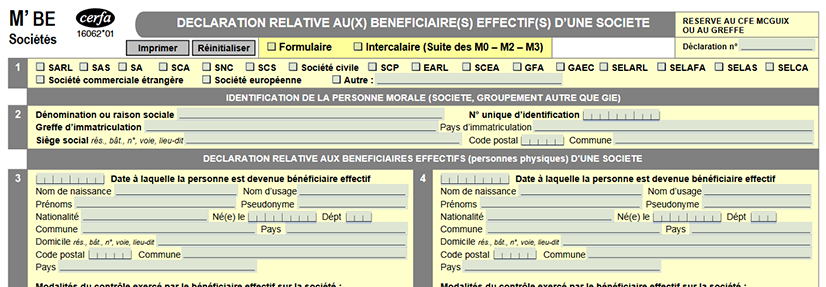 M' BE
Sociétés
cerfa
16062*01
DECLARATION RELATIVE AU(X) BENEFICIAIRE(S) EFFECTIF(S) D'UNE SOCIETE
Imprimer Réinitialiser Formulaire Intercalaire (Suite des M0 – M2 – M3)
RESERVE AU CFE MCGUIX
OU AU GREFFE
Déclaration n°
1 SARL SAS SA SCA SNC SCS Société civile SCP EARL SCEA GFA GAEC SELARL SELAFA SELAS SELCA
Société commerciale étrangère Société européenne Autre :
IDENTIFICATION DE LA PERSONNE MORALE (SOCIETE, GROUPEMENT AUTRE QUE GIE)
2 Dénomination ou raison sociale N° unique d'identification
Greffe d'immatriculation Pays d'immatriculation
Siège social rés., bât., n°, voie, lieu-dit Code postal Commune
DECLARATION RELATIVE AUX BENEFICIAIRES EFFECTIFS (personnes physiques) D'UNE SOCIETE
3 Date à laquelle la personne est devenue bénéficiaire effectif
Nom de naissance Nom d'usage
Prénoms Pseudonyme
Nationalité Né(e) le Dépt
Commune Pays
Domicile rés., bât., n°, voie, lieu-dit
Code postal Commune
Pays
Modalités du contrôle exercé par le bénéficiaire effectif sur la société :
4 Date à laquelle la personne est devenue bénéficiaire effectif
Nom de naissance Nom d'usage
Prénoms Pseudonyme
Nationalité Né(e) le Dépt
Commune Pays
Domicile rés., bât., n°, voie, lieu-dit
Code postal Commune
Pays
Modalités du contrôle exercé par le bénéficiaire effectif sur la société :